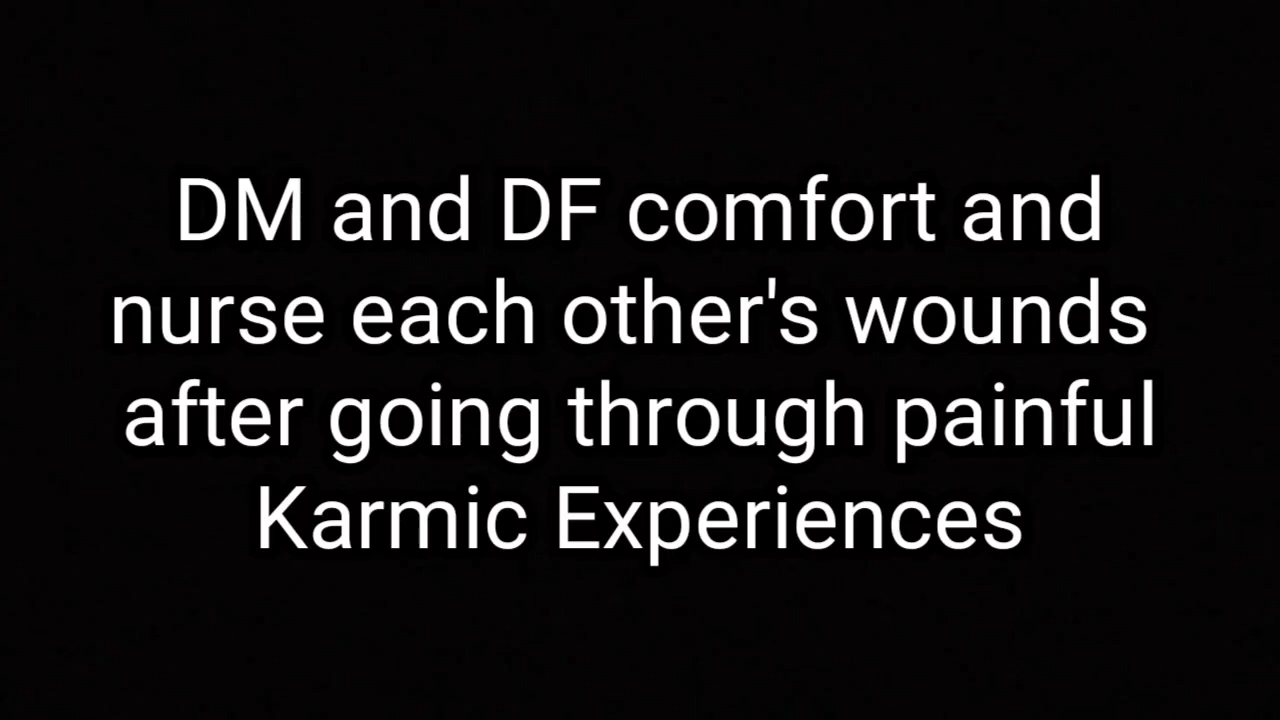 DM and DF comfort and
nurse each other's wounds
after going through painful
Karmic Experiences